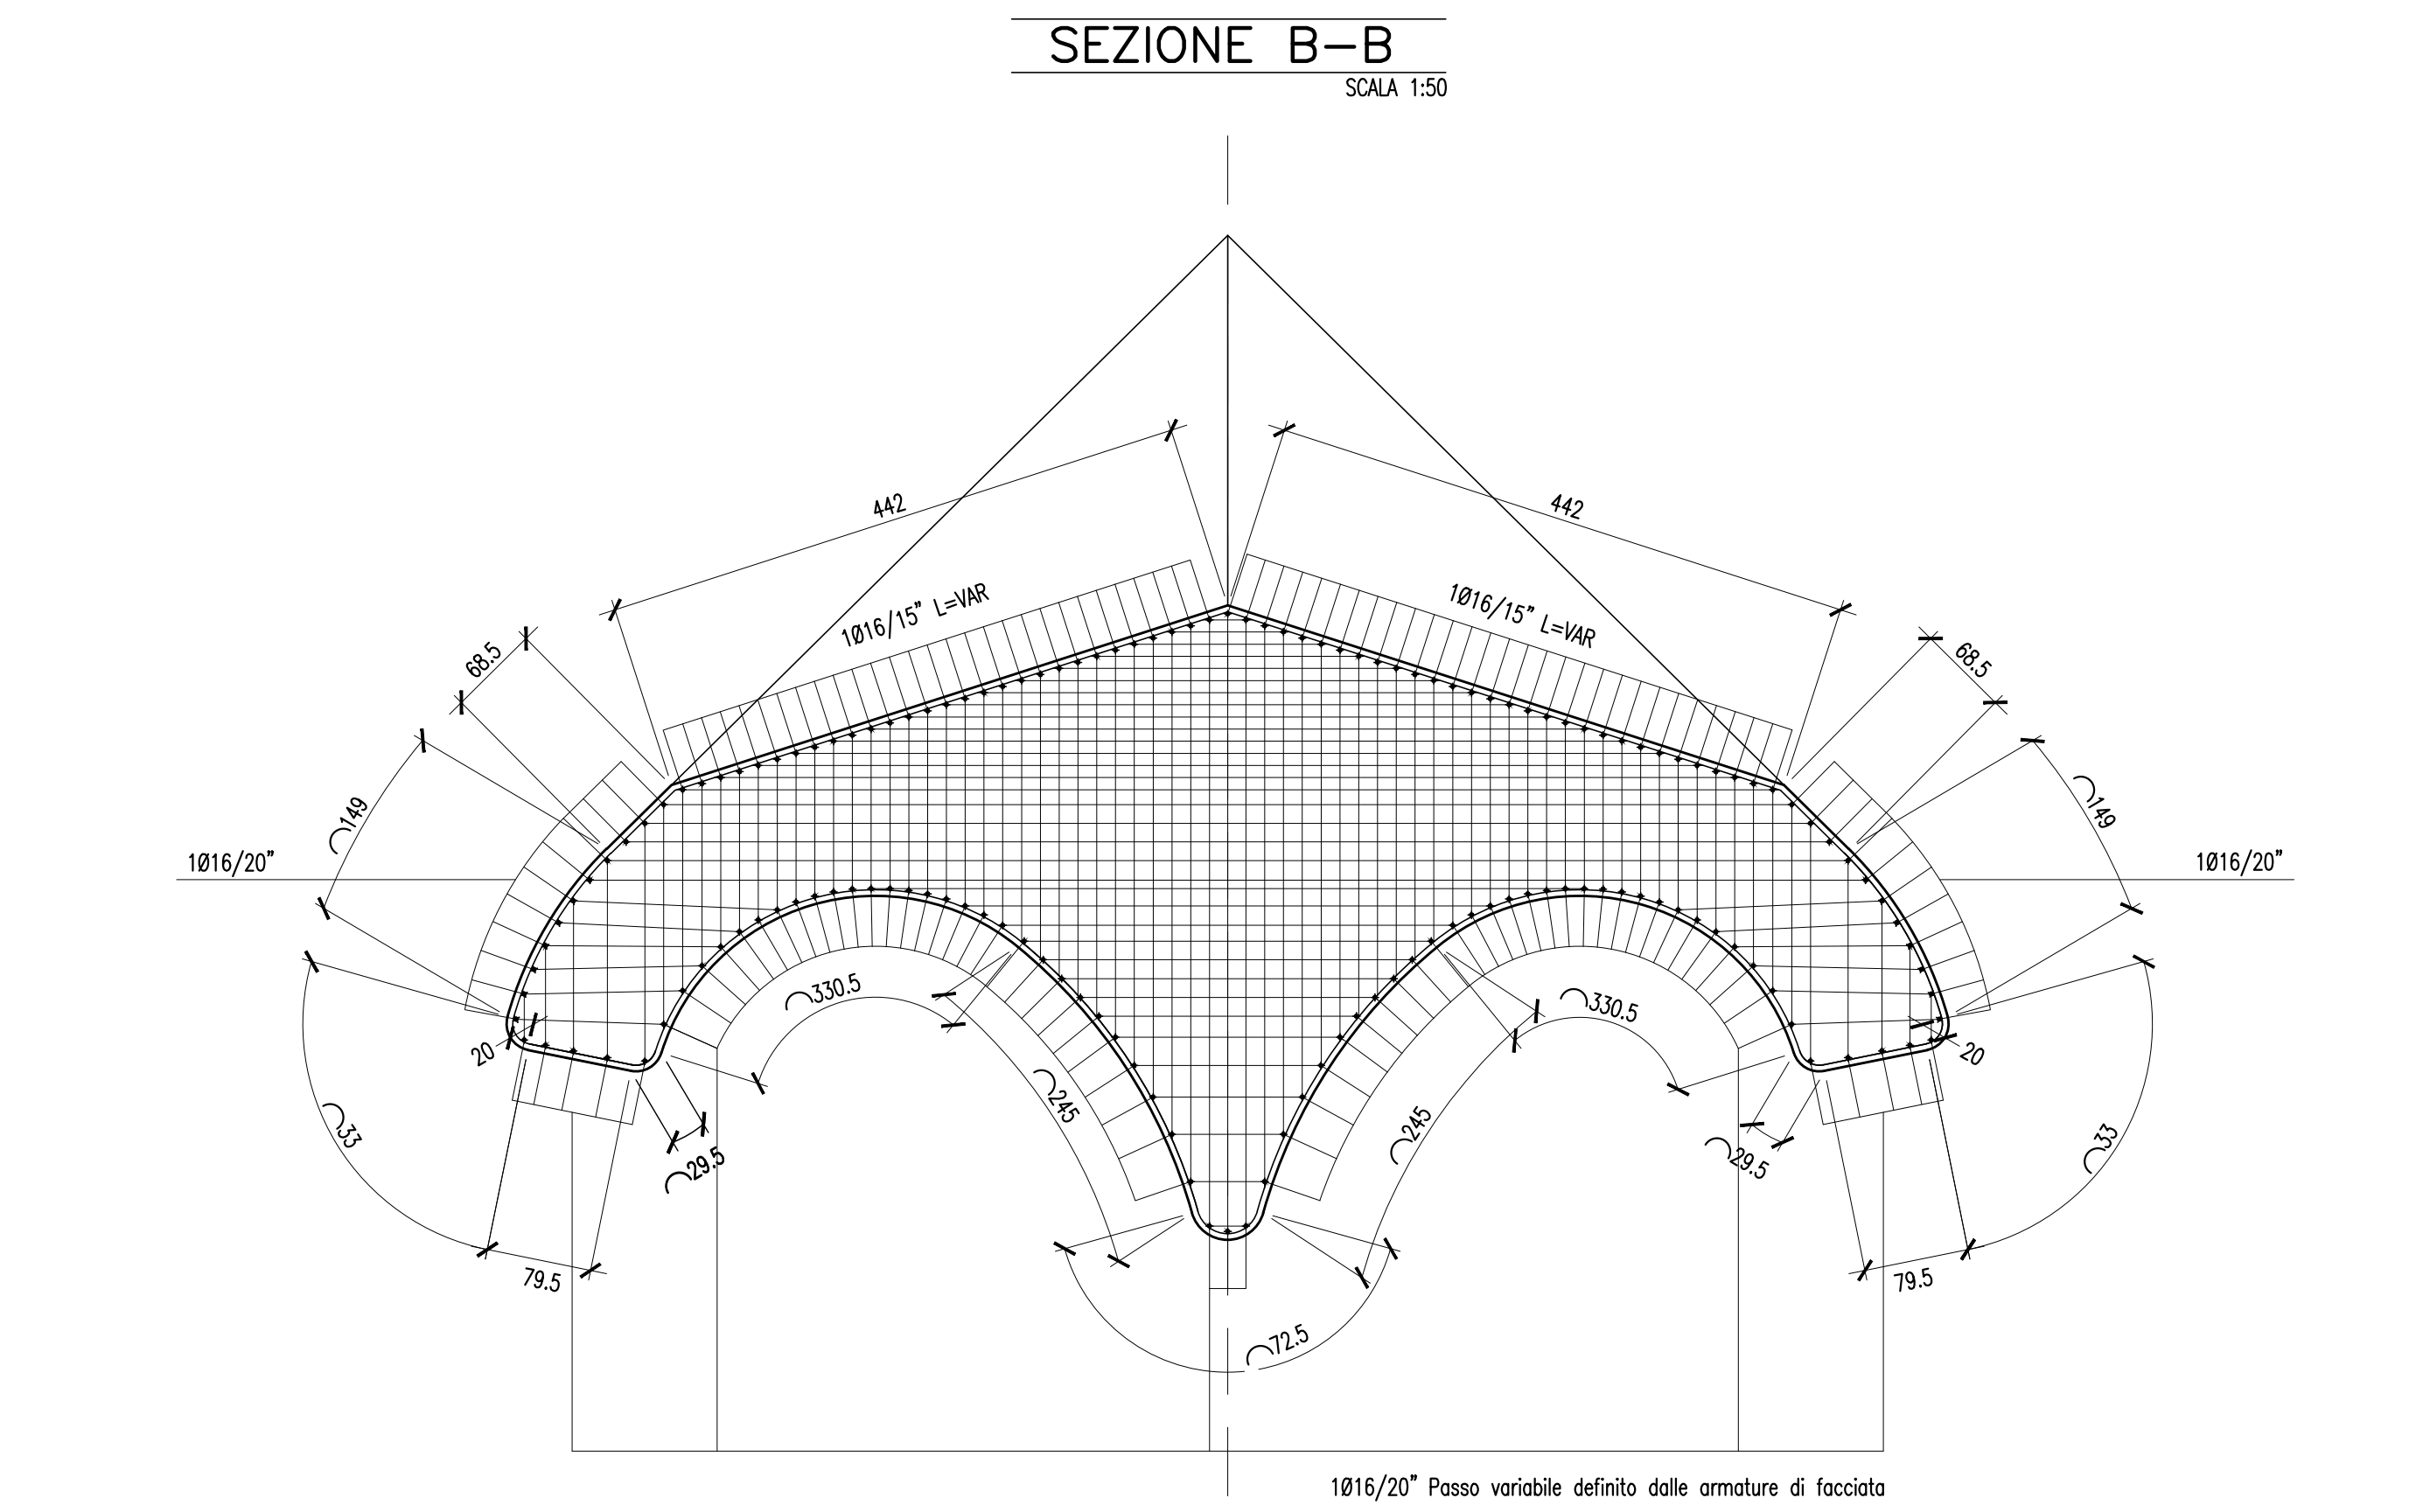 SEZIONE B-B
SCALA 1:50
442
442
1Ø16/15" L=VAR
1Ø16/15" L=VAR
68.5
68.5
149
149
1Ø16/20"
1Ø16/20"
330.5
330.5
20
20
245
245
33
33
29.5
29.5
79.5
79.5
72.5
1Ø16/20" Passo variabile definito dalle armature di facciata